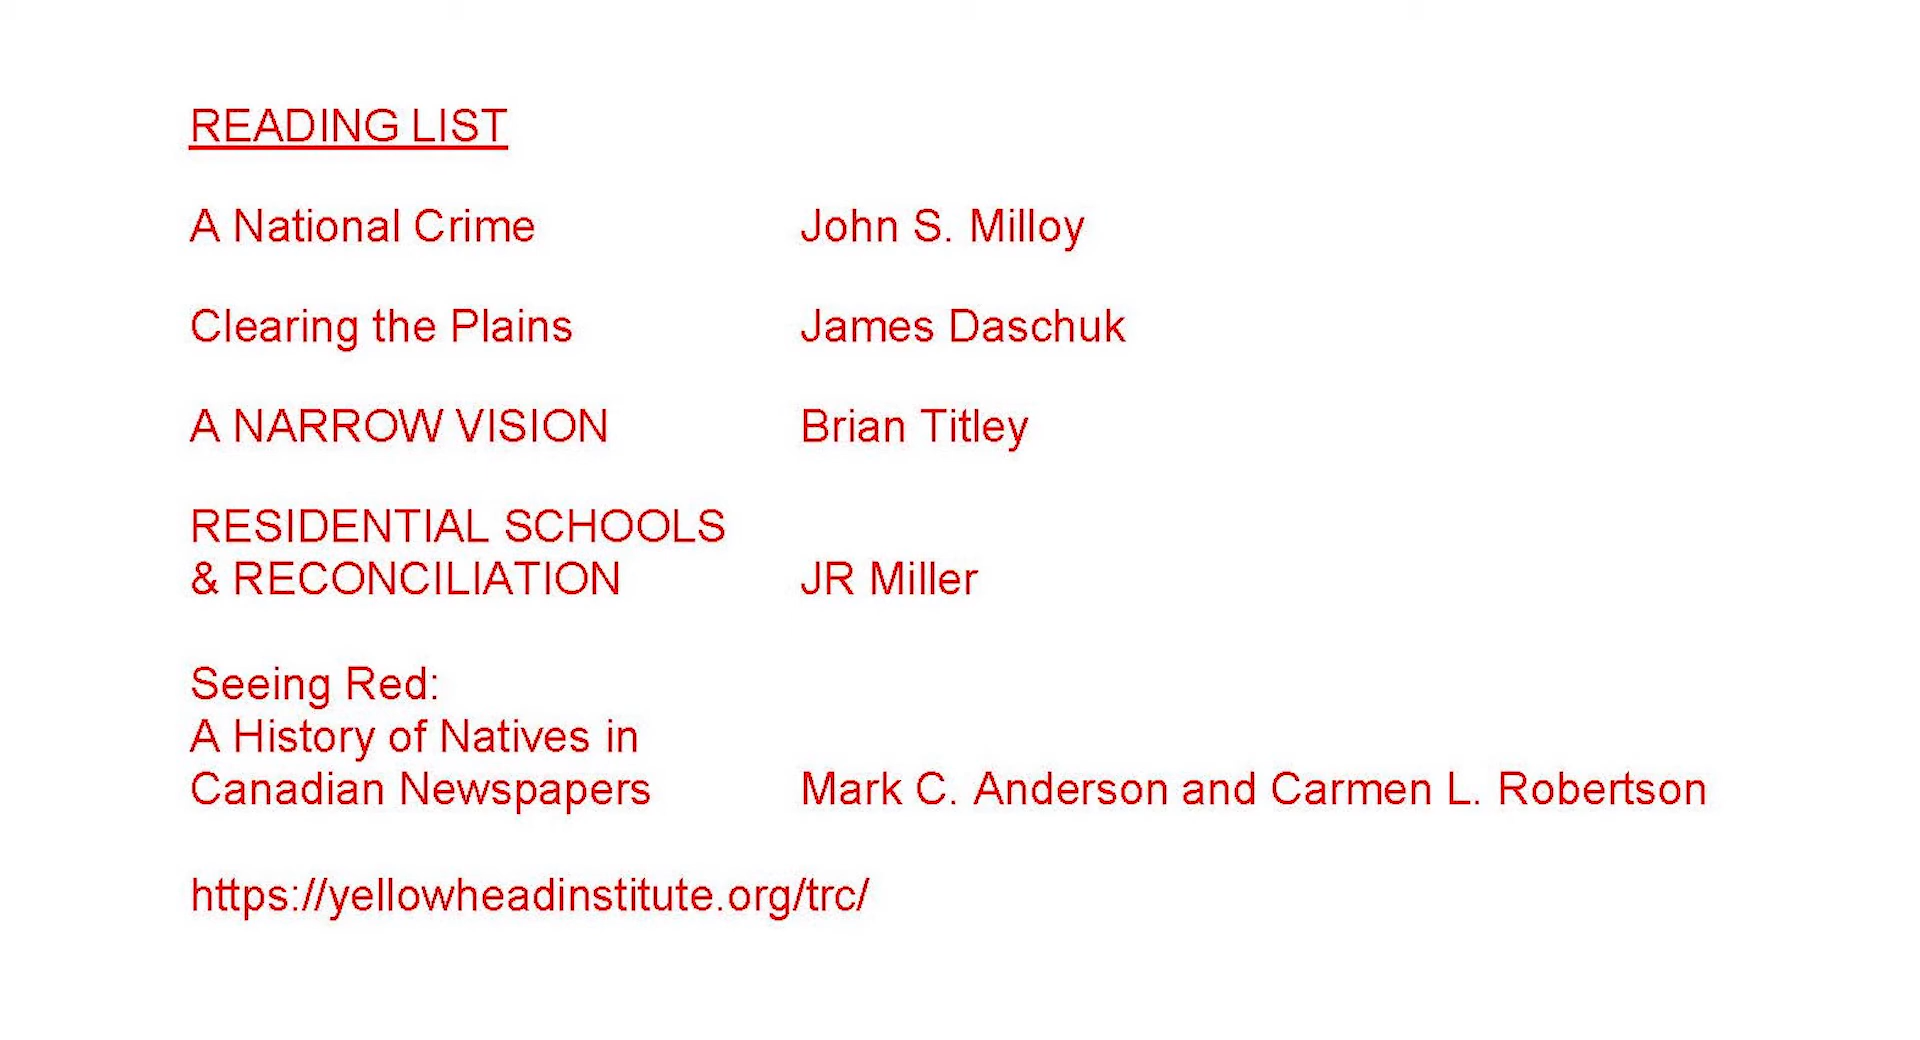 READING LIST
A National Crime John S. Milloy
Clearing the Plains James Daschuk
A NARROW VISION Brian Titley
RESIDENTIAL SCHOOLS
& RECONCILIATION JR Miller
Seeing Red:
A History of Natives in
Canadian Newspapers Mark C. Anderson and Carmen L. Robertson
https://yellowheadinstitute.org/trc/